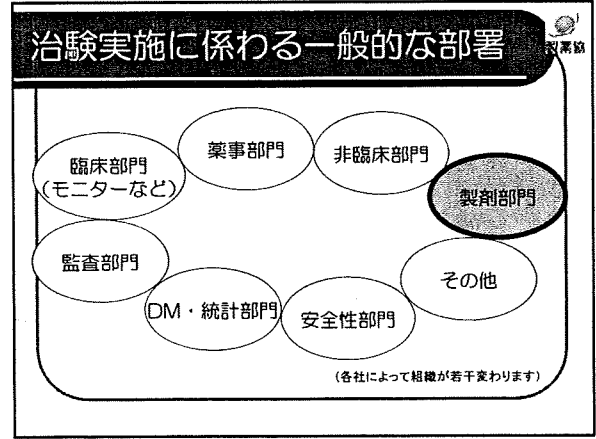 治験実施に係わる一般的な部署
製薬協
薬事部門
非臨床部門
臨床部門
(モニターなど)
製剤部門
監査部門
その他
DM・統計部門
安全性部門
(各社によって組織が若干変わります)